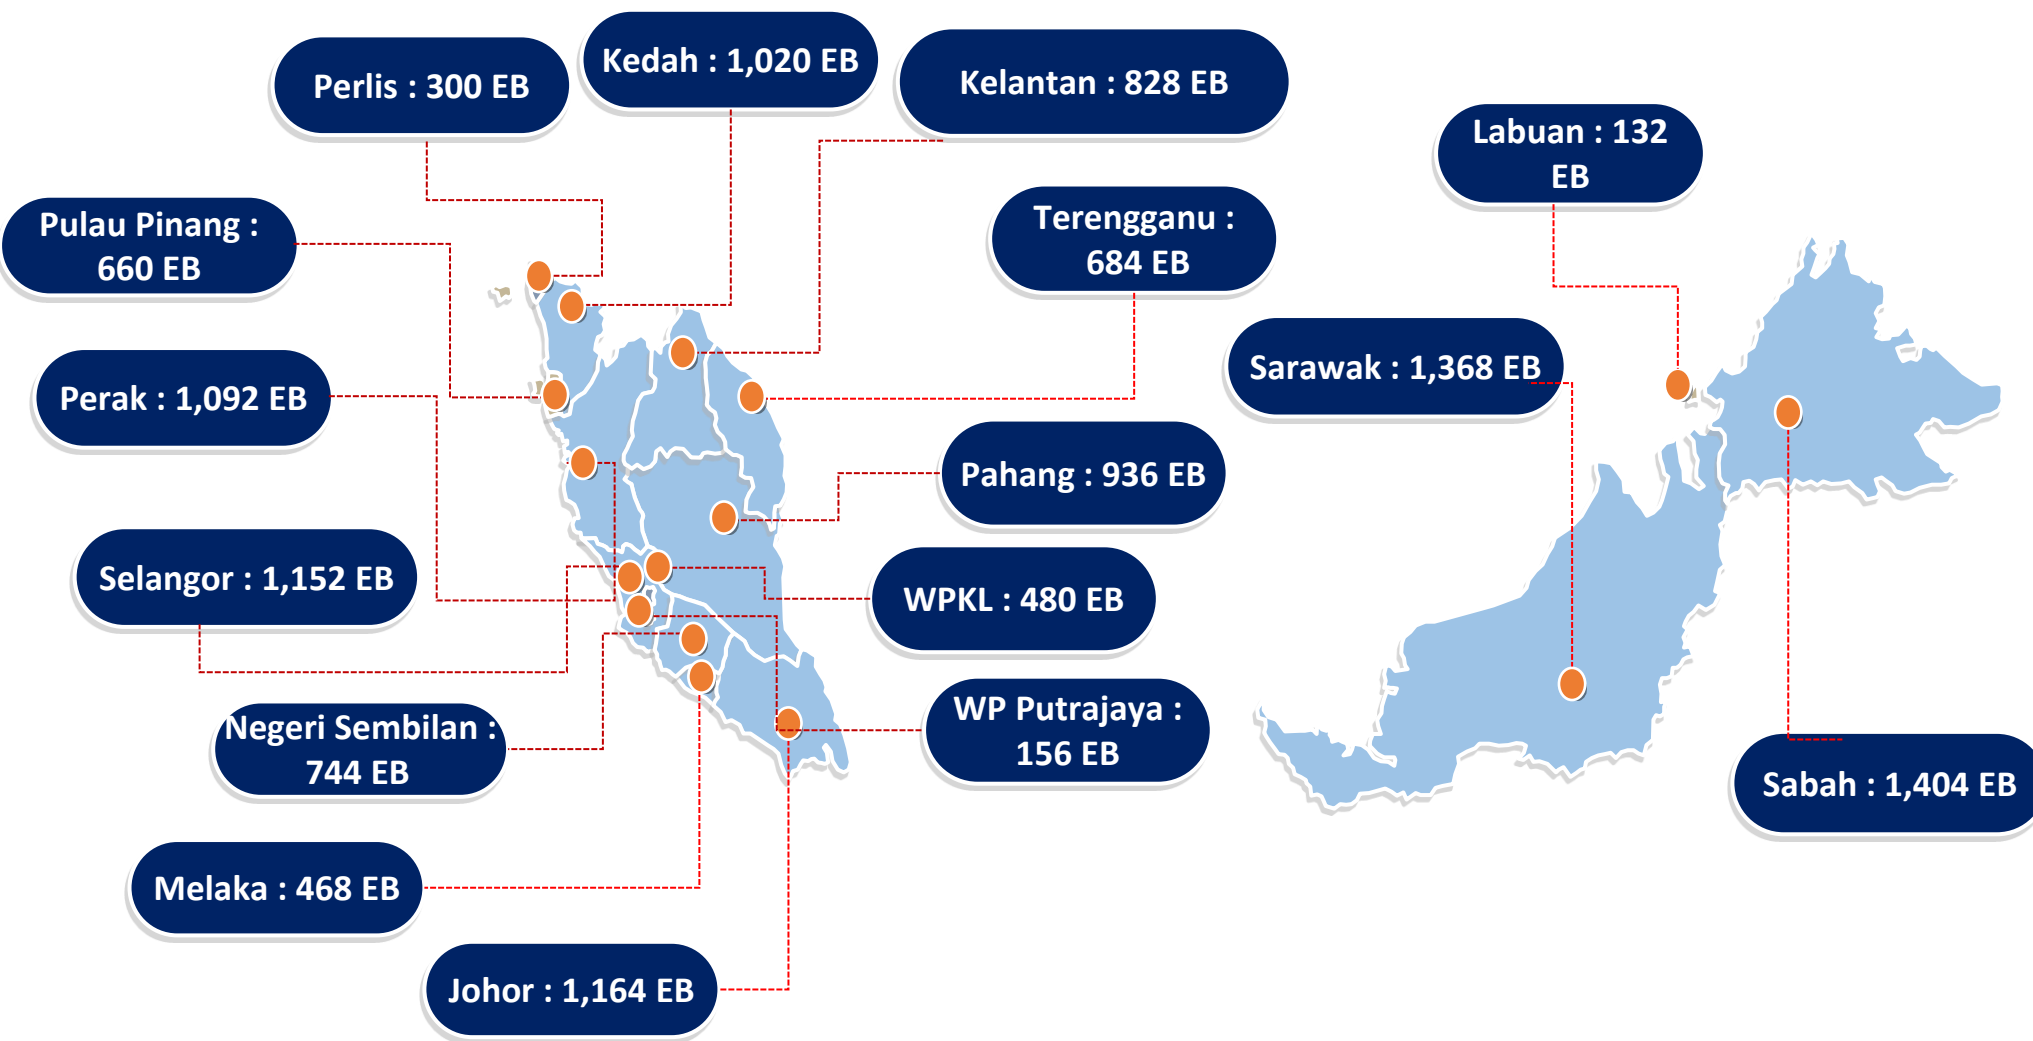 Perlis : 300 EB
Kedah : 1,020 EB
Kelantan : 828 EB
Labuan : 132
EB
Pulau Pinang :
660 EB
Terengganu :
684 EB
Perak : 1,092 EB
Sarawak : 1,368 EB
Pahang : 936 EB
Selangor : 1,152 EB
WPKL : 480 EB
Negeri Sembilan :
744 EB
WP Putrajaya :
156 EB
Sabah : 1,404 EB
Melaka : 468 EB
Johor : 1,164 EB